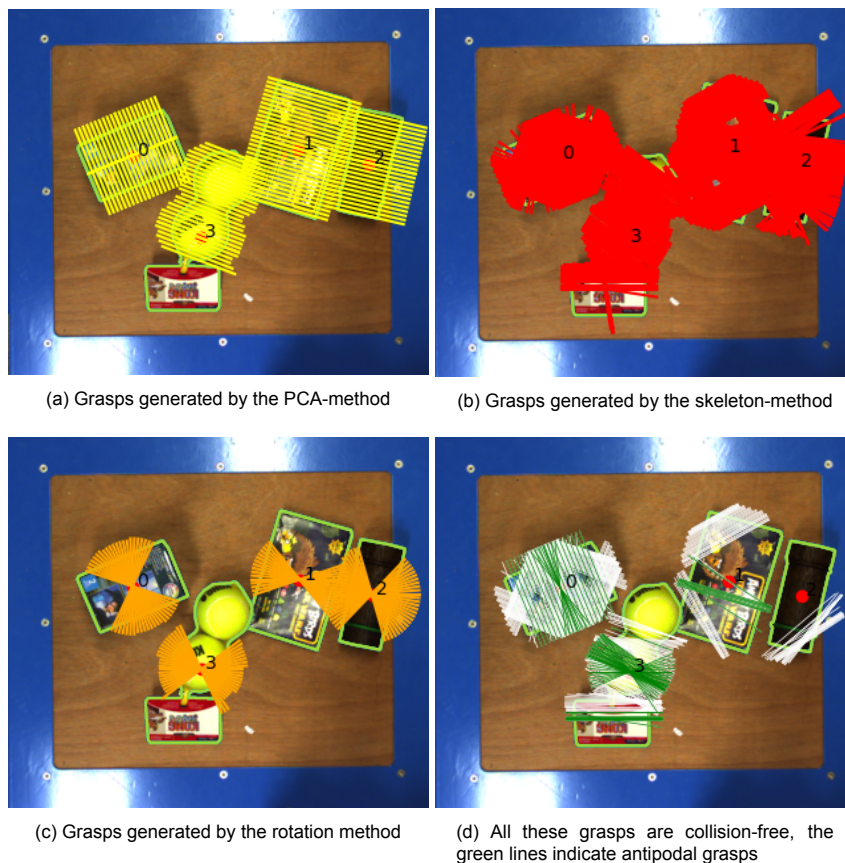 0
1
2
3
0
1
2
3
(a) Grasps generated by the PCA-method
(b) Grasps generated by the skeleton-method
0
1
2
3
0
1
2
3
KONG
(c) Grasps generated by the rotation method
(d) All these grasps are collision-free, the
green lines indicate antipodal grasps